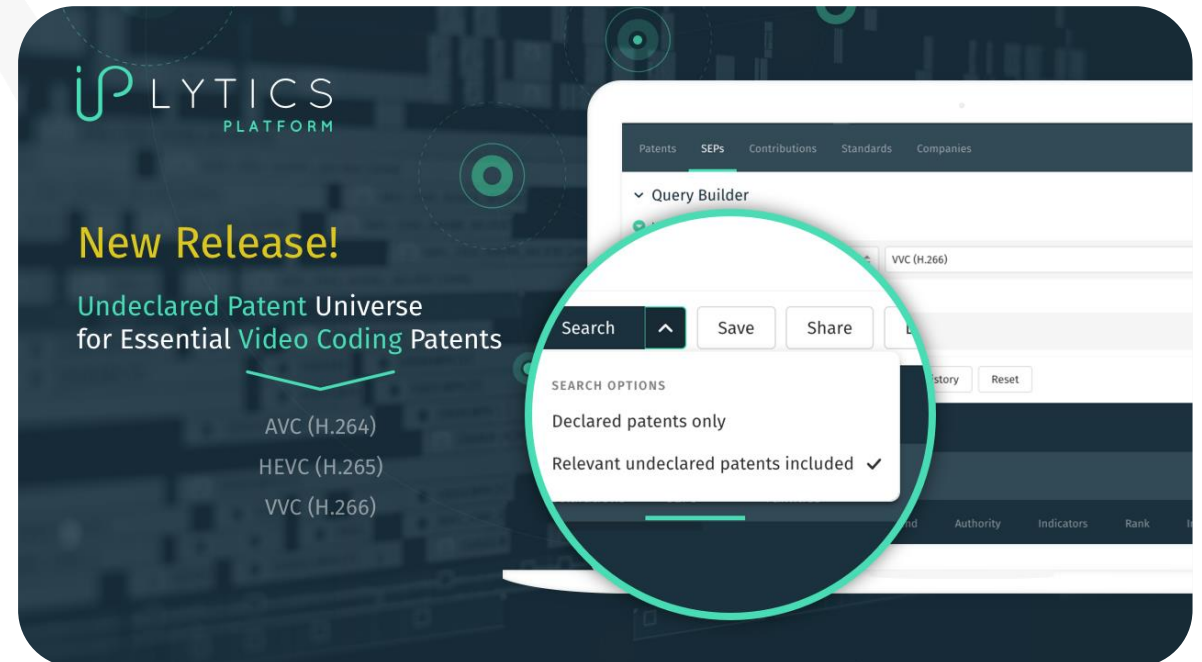 iPLYTICS
PLATFORM
New Release!
Undeclared Patent Universe
for Essential Video Coding Patents
AVC (H.264)
HEVC (H.265)
VVC (H.266)
Patents SEPs Contributions Standards Companies
Query Builder
VVC (H.266)
Search Save Share
SEARCH OPTIONS
Declared patents only
Relevant undeclared patents included
Reset
Authority Indicators Rank